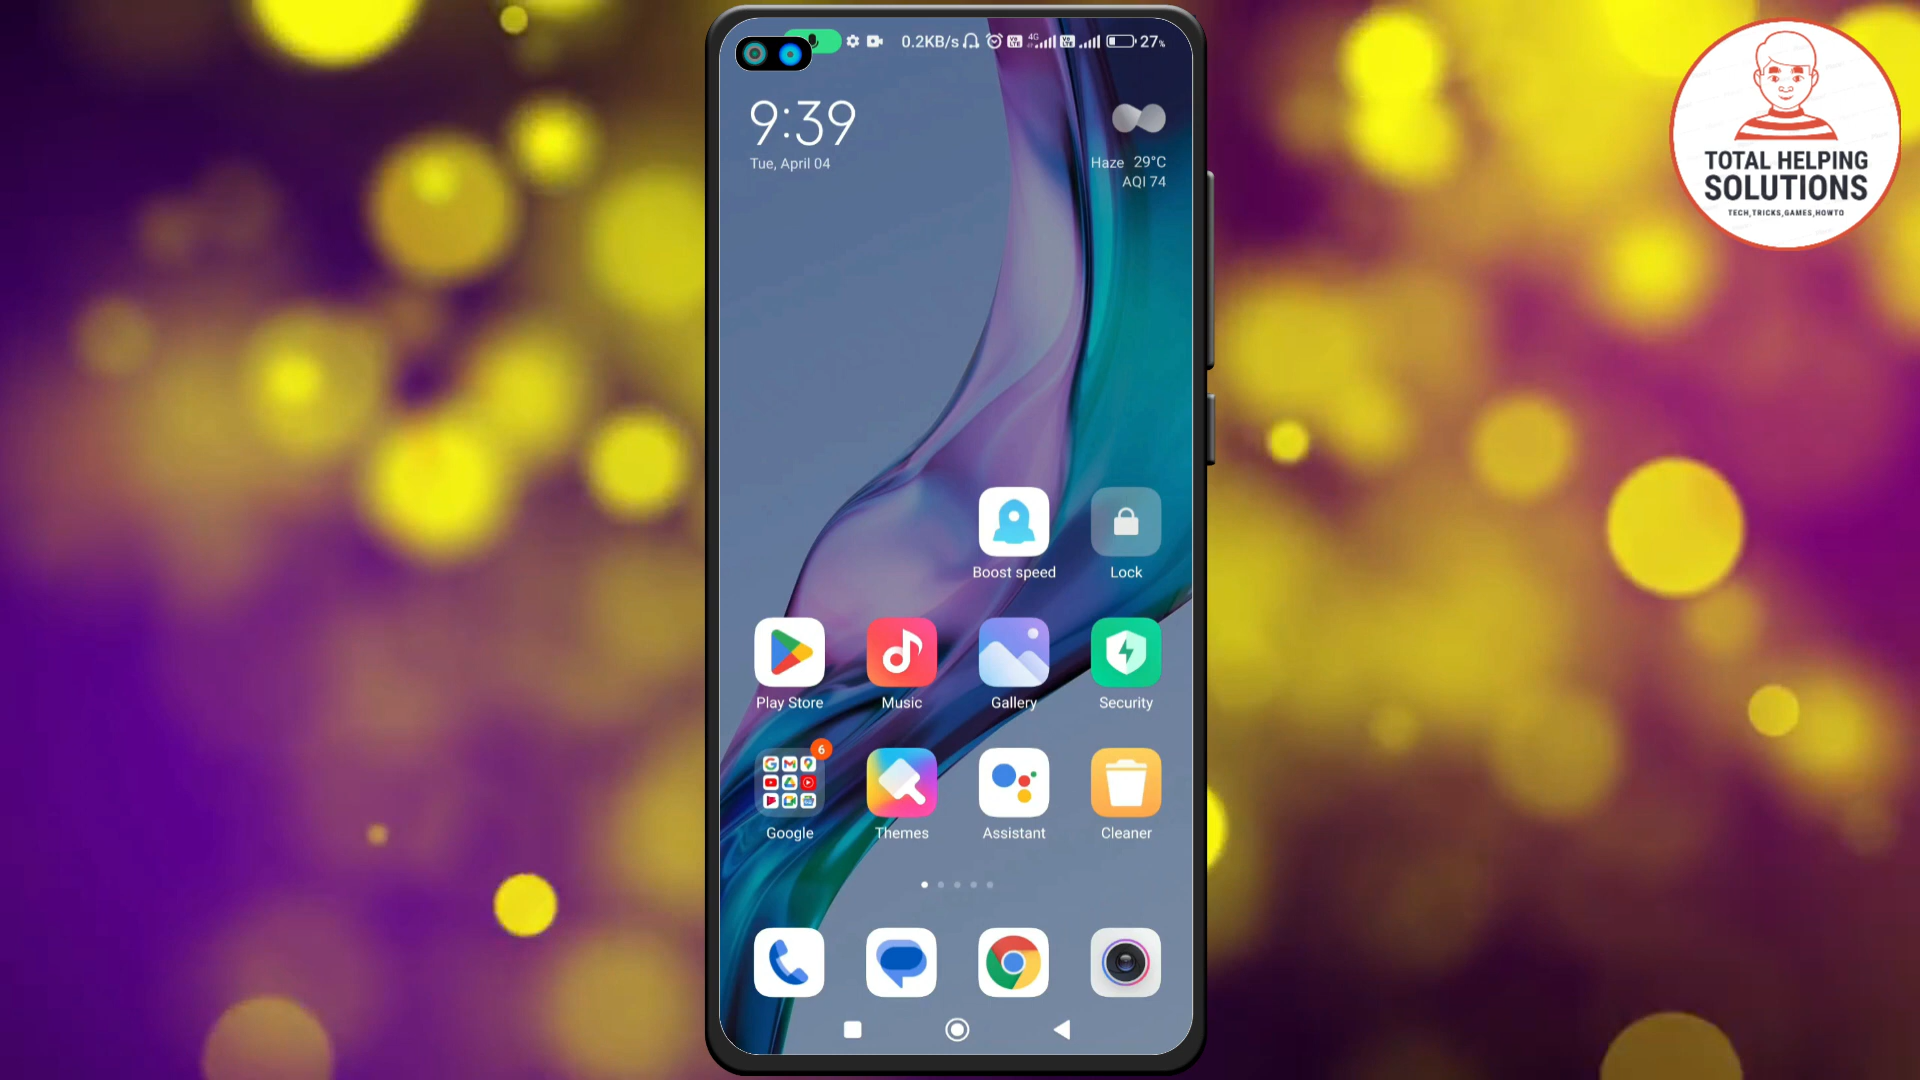 0.2KB/s 4G 27%
9:39
Tue, April 04
Haze 29°C
AQI 74
Boost speed Lock
Play Store Music Gallery Security
6
Google Themes Assistant Cleaner
TOTAL HELPING
SOLUTIONS
TECH,TRICKS,GAMES,HOWTO